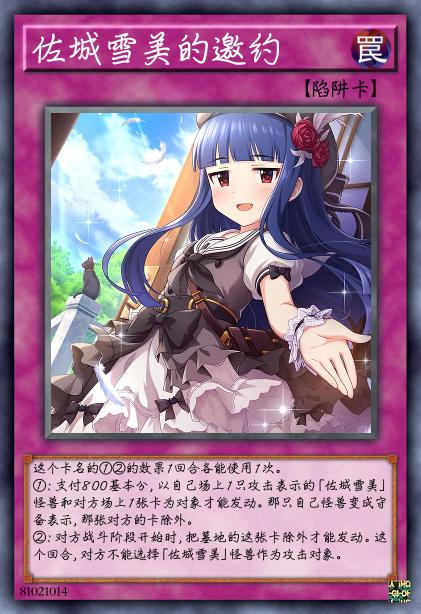 佐城雪美的邀约
罠
【陷阱卡】
这个卡名的①②的效果1回合各能使用1次。
①：支付800基本分，以自己场上1只攻击表示的「佐城雪美」
怪兽和对方场上1张卡为对象才能发动。那只自己怪兽变成守
备表示，那张对方的卡除外。
②：对方战斗阶段开始时，把墓地的这张卡除外才能发动。这
个回合，对方不能选择「佐城雪美」怪兽作为攻击对象。
81021014